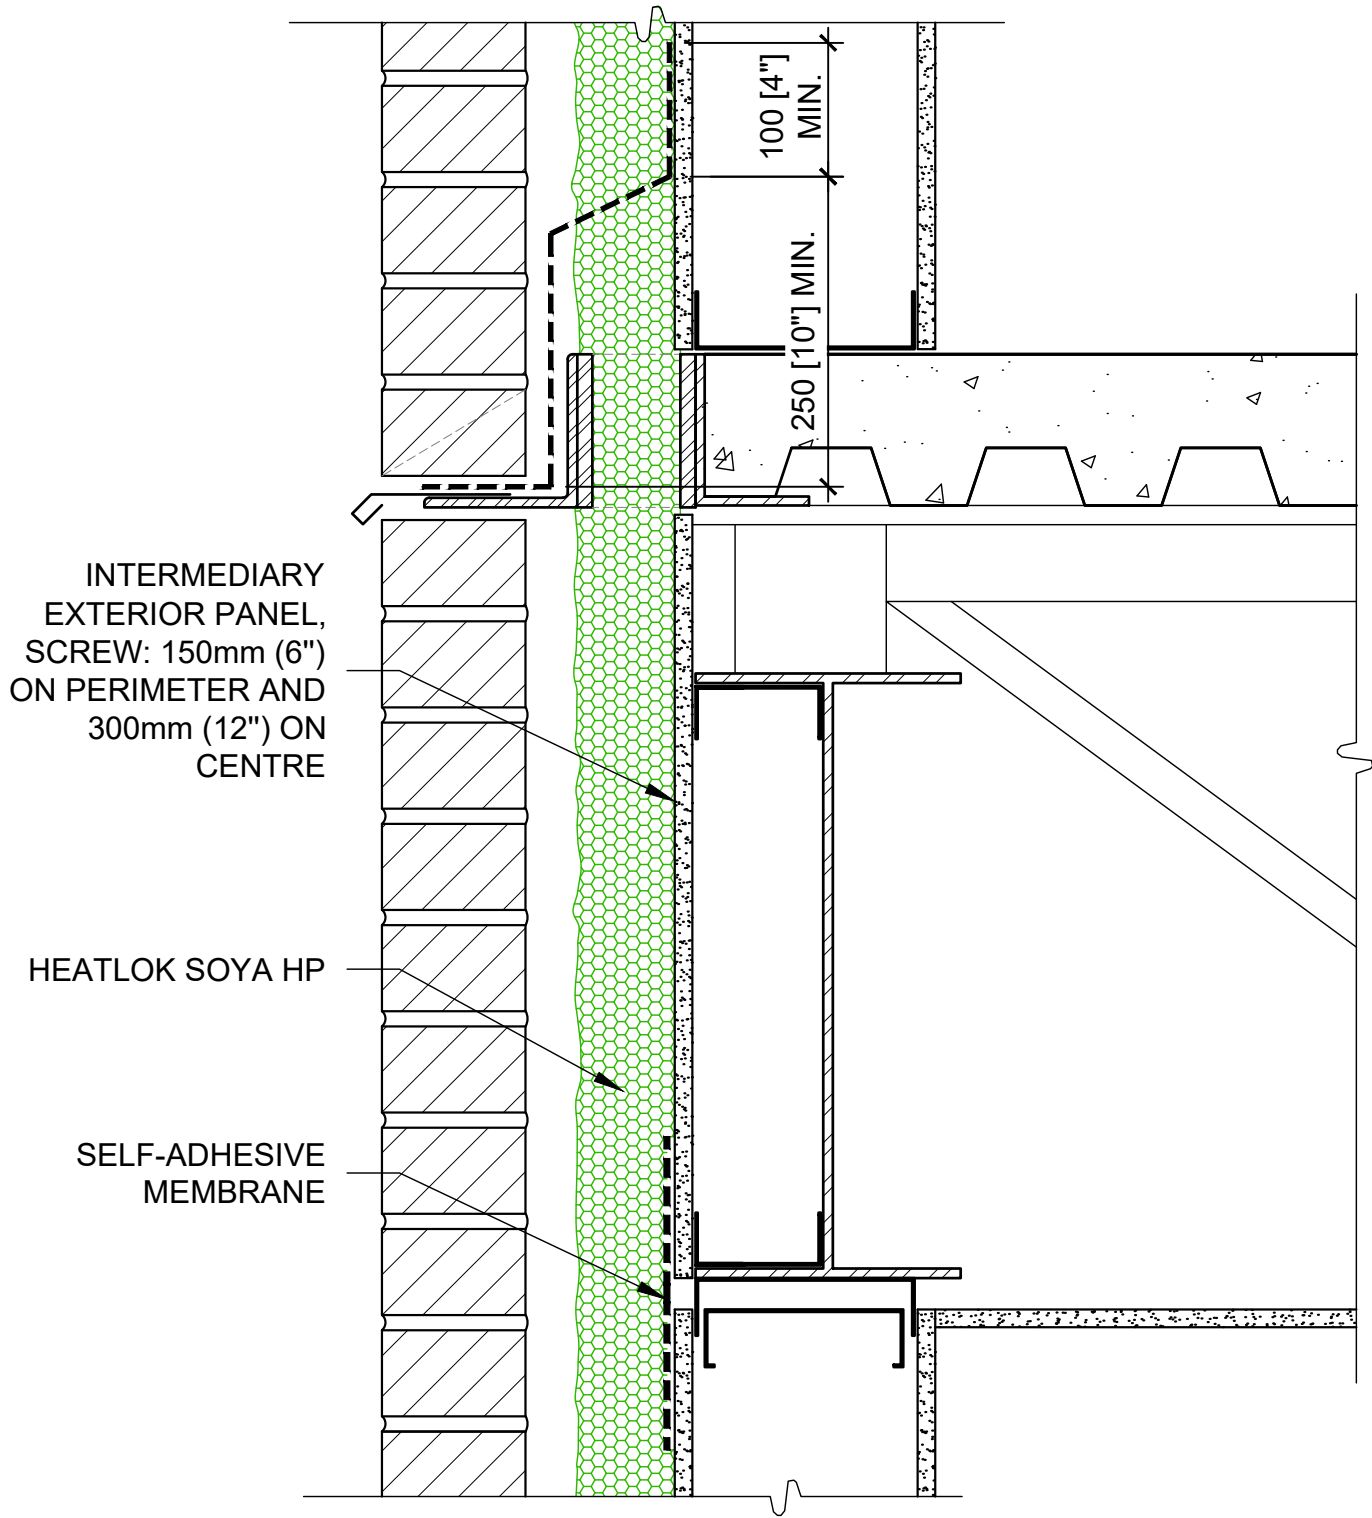 100 [4"]
MIN.
250 [10"] MIN.
INTERMEDIARY
EXTERIOR PANEL,
SCREW: 150mm (6")
ON PERIMETER AND
300mm (12") ON
CENTRE
HEATLOK SOYA HP
SELF-ADHESIVE
MEMBRANE